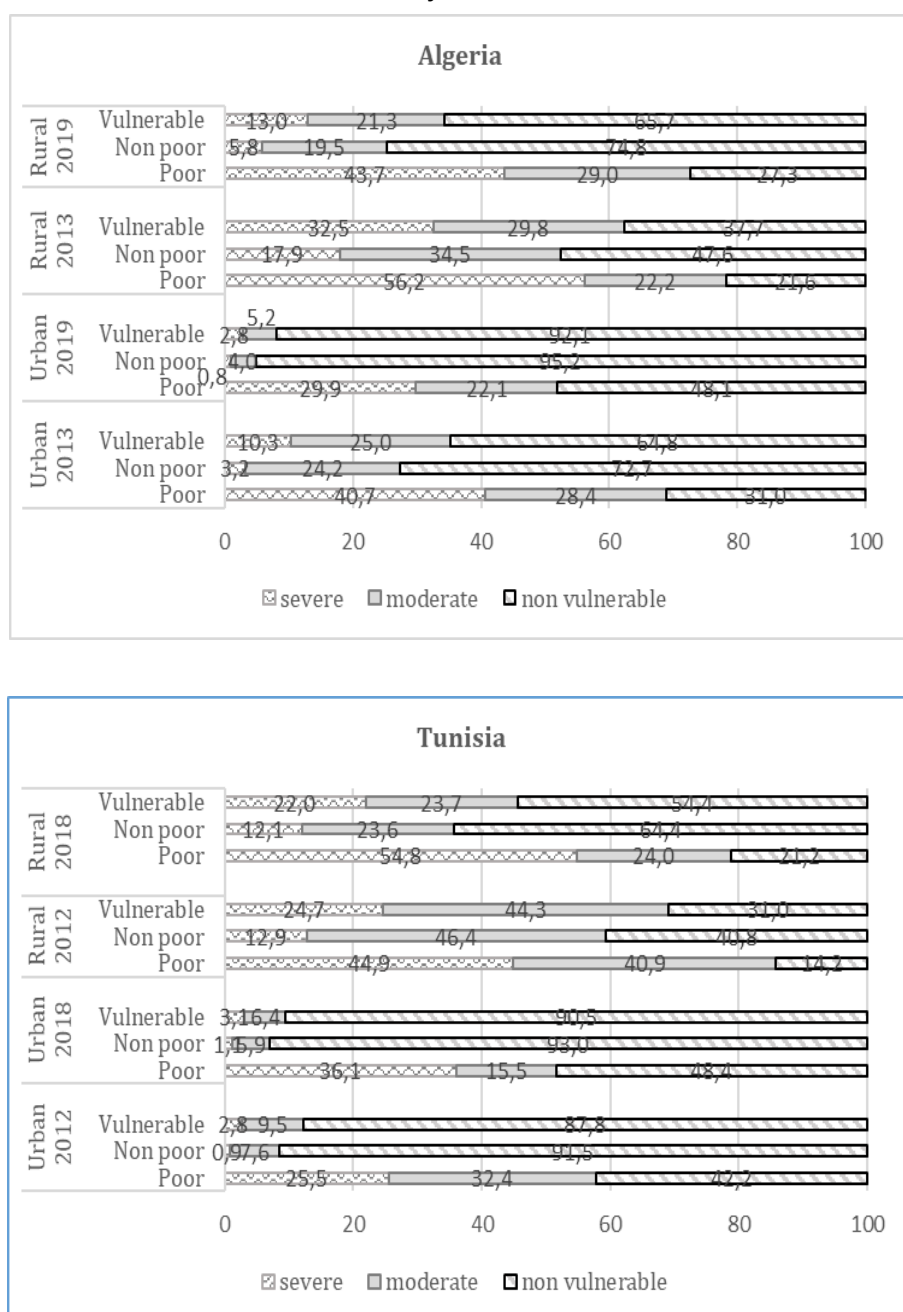 Algeria
Rural 2019
Vulnerable 13,0 21,3 65,7
Non poor 5,8 19,5 74,8
Poor 43,7 29,0 27,3
Rural 2013
Vulnerable 32,5 29,8 37,7
Non poor 17,9 34,5 47,6
Poor 56,2 22,2 21,6
Urban 2019
Vulnerable 2,8 5,2 92,1
Non poor 0,8 4,0 95,2
Poor 29,9 22,1 48,1
Urban 2013
Vulnerable 10,3 25,0 64,8
Non poor 3,2 24,2 72,7
Poor 40,7 28,4 31,0
0 20 40 60 80 100
severe moderate non vulnerable
Tunisia
Rural 2018
Vulnerable 22,0 23,7 54,4
Non poor 12,1 23,6 64,4
Poor 54,8 24,0 21,2
Rural 2012
Vulnerable 24,7 44,3 31,0
Non poor 12,9 46,4 40,8
Poor 44,9 40,9 14,2
Urban 2018
Vulnerable 3,1 6,4 90,5
Non poor 1,1 5,9 93,0
Poor 36,1 15,5 48,4
Urban 2012
Vulnerable 2,8 9,5 87,8
Non poor 0,9 7,6 91,5
Poor 25,5 32,4 42,2
0 20 40 60 80 100
severe moderate non vulnerable